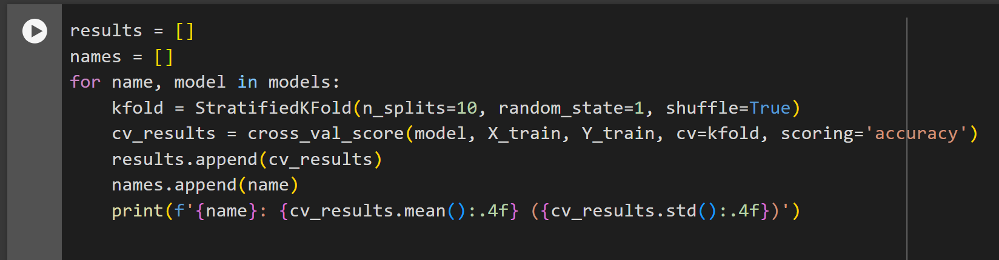 results = []
names = []
for name, model in models:
    kfold = StratifiedKFold(n_splits=10, random_state=1, shuffle=True)
    cv_results = cross_val_score(model, X_train, Y_train, cv=kfold, scoring='accuracy')
    results.append(cv_results)
    names.append(name)
    print(f'{name}: {cv_results.mean():.4f} ({cv_results.std():.4f})')